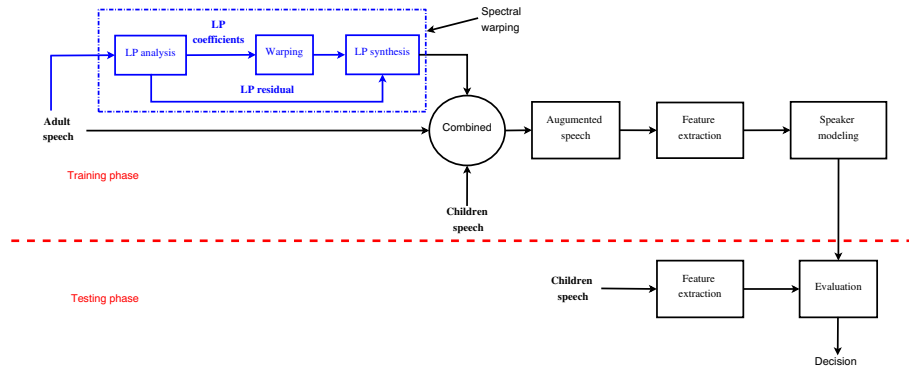 Spectral
warping
LP
coefficients
LP analysis
Warping
LP synthesis
LP residual
Adult
speech
Combined
Augumented
speech
Feature
extraction
Speaker
modeling
Training phase
Children
speech
Testing phase
Children
speech
Feature
extraction
Evaluation
Decision